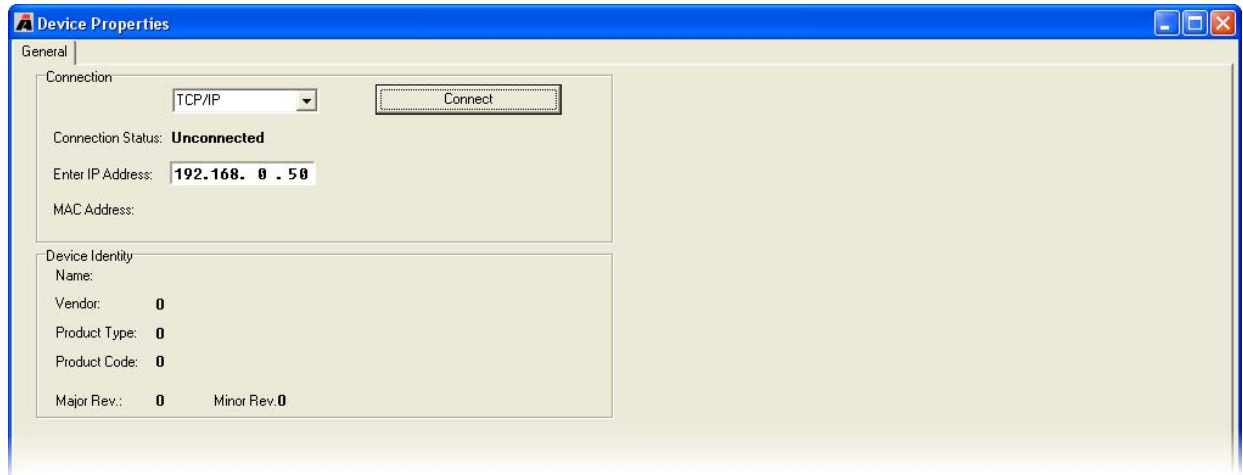 Device Properties
General
Connection
TCP/IP
Connect
Connection Status: Unconnected
Enter IP Address: 192.168. 0 .50
MAC Address:
Device Identity
Name:
Vendor: 0
Product Type: 0
Product Code: 0
Major Rev.: 0 Minor Rev.0